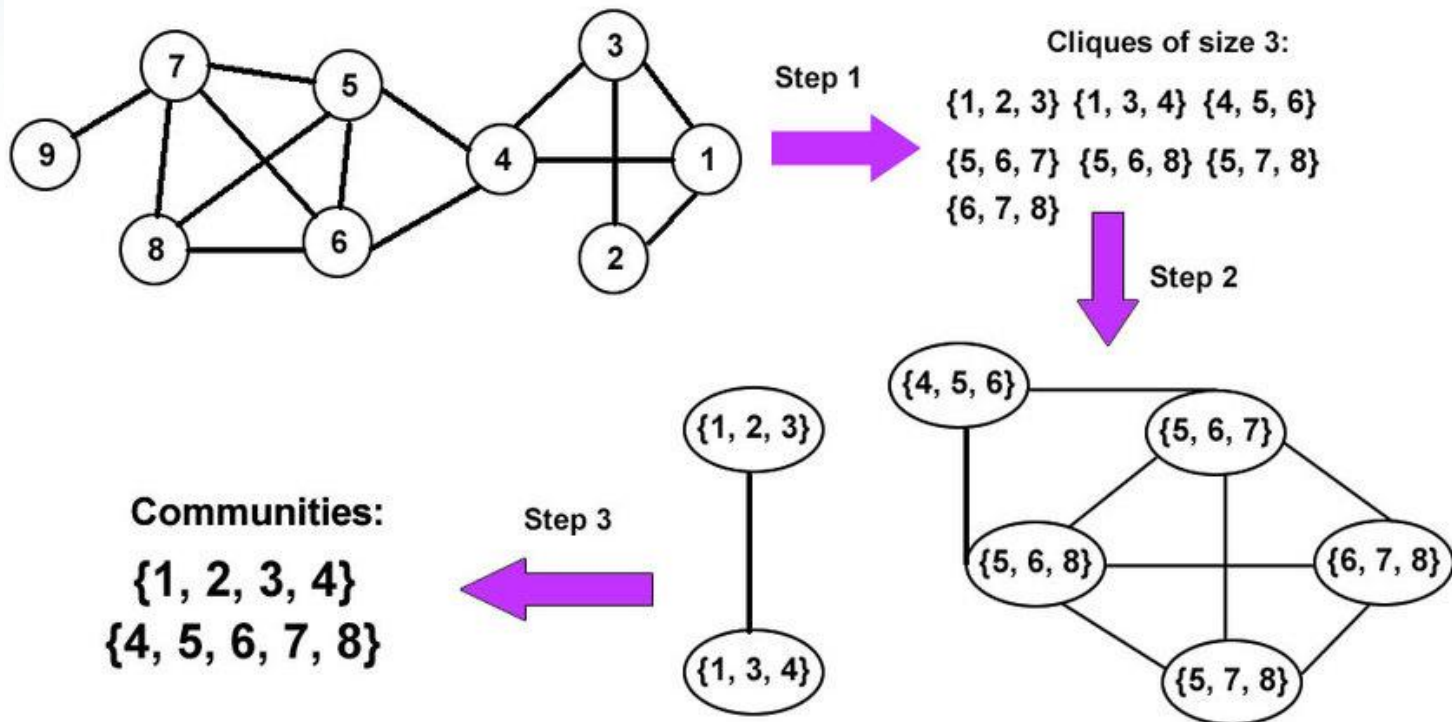 7
5
3
9
4
1
8
6
2
Step 1
Cliques of size 3:
{1, 2, 3} {1, 3, 4} {4, 5, 6}
{5, 6, 7} {5, 6, 8} {5, 7, 8}
{6, 7, 8}
Step 2
{4, 5, 6}
{5, 6, 7}
{5, 6, 8}
{6, 7, 8}
{5, 7, 8}
{1, 2, 3}
{1, 3, 4}
Step 3
Communities:
{1, 2, 3, 4}
{4, 5, 6, 7, 8}